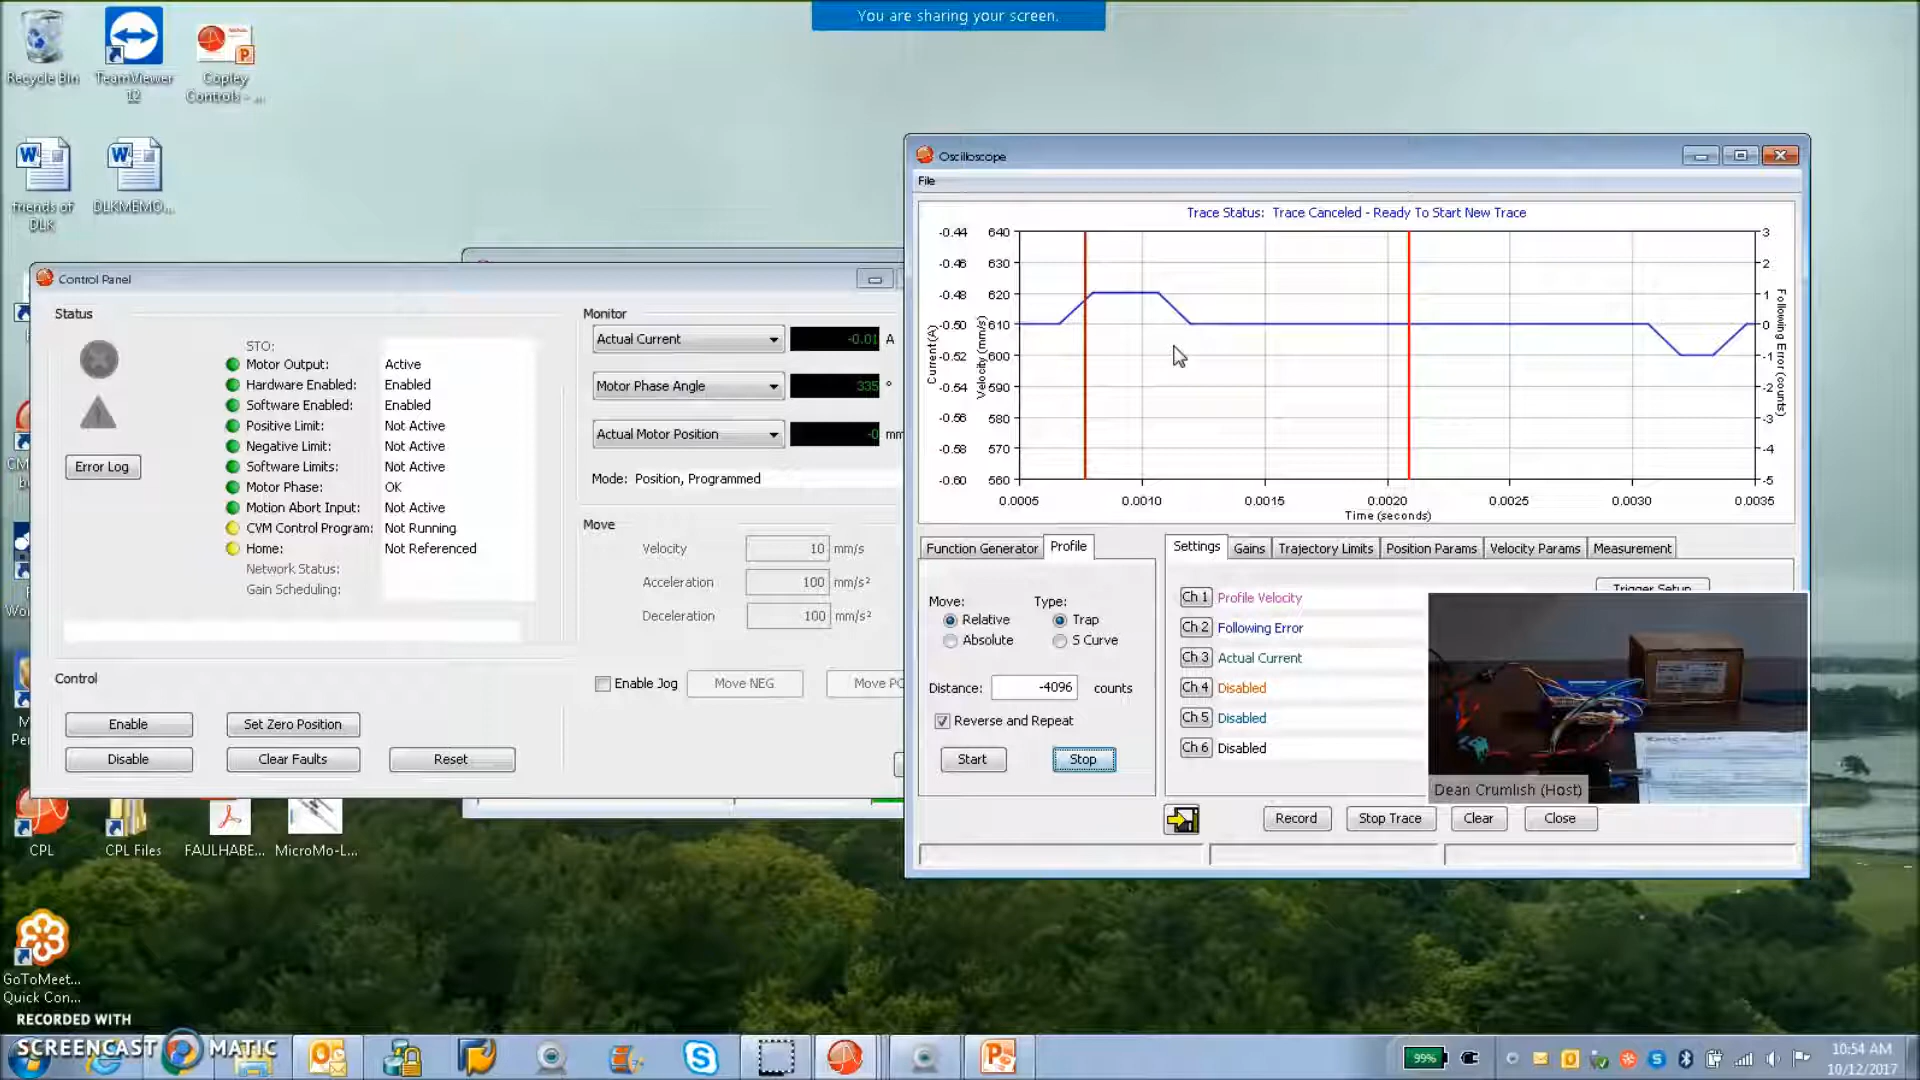 You are sharing your screen.
Recycle Bin
TeamViewer 12
Copley Controls - ...
friends of DLK
DLKMEMO...
Control Panel
Status
STO:
Motor Output: Active
Hardware Enabled: Enabled
Software Enabled: Enabled
Positive Limit: Not Active
Negative Limit: Not Active
Software Limits: Not Active
Motor Phase: OK
Motion Abort Input: Not Active
CVM Control Program: Not Running
Home: Not Referenced
Network Status:
Gain Scheduling:
Error Log
Monitor
Actual Current -0.01 A
Motor Phase Angle 335 °
Actual Motor Position -0 mm
Mode: Position, Programmed
Move
Velocity 10 mm/s
Acceleration 100 mm/s²
Deceleration 100 mm/s²
Enable Jog Move NEG Move PO
Control
Enable Set Zero Position
Disable Clear Faults Reset
Oscilloscope
File
Trace Status: Trace Canceled - Ready To Start New Trace
-0.44 640 3
-0.46 630 2
-0.48 620 1
-0.50 610 0
-0.52 600 -1
-0.54 590 -2
-0.56 580 -3
-0.58 570 -4
-0.60 560 -5
Current (A)
Velocity (mm/s)
Following Error (counts)
0.0005 0.0010 0.0015 0.0020 0.0025 0.0030 0.0035
Time (seconds)
Function Generator Profile
Settings Gains Trajectory Limits Position Params Velocity Params Measurement
Move: Type:
Relative Trap
Absolute S Curve
Distance: -4096 counts
Reverse and Repeat
Start Stop
Trigger Setup
Ch 1 Profile Velocity
Ch 2 Following Error
Ch 3 Actual Current
Ch 4 Disabled
Ch 5 Disabled
Ch 6 Disabled
Dean Crumlish (Host)
Record Stop Trace Clear Close
CPL
CPL Files
FAULHABE...
MicroMo-L...
GoToMeet... Quick Con...
RECORDED WITH
SCREENCAST MATIC
99%
10:54 AM
10/12/2017